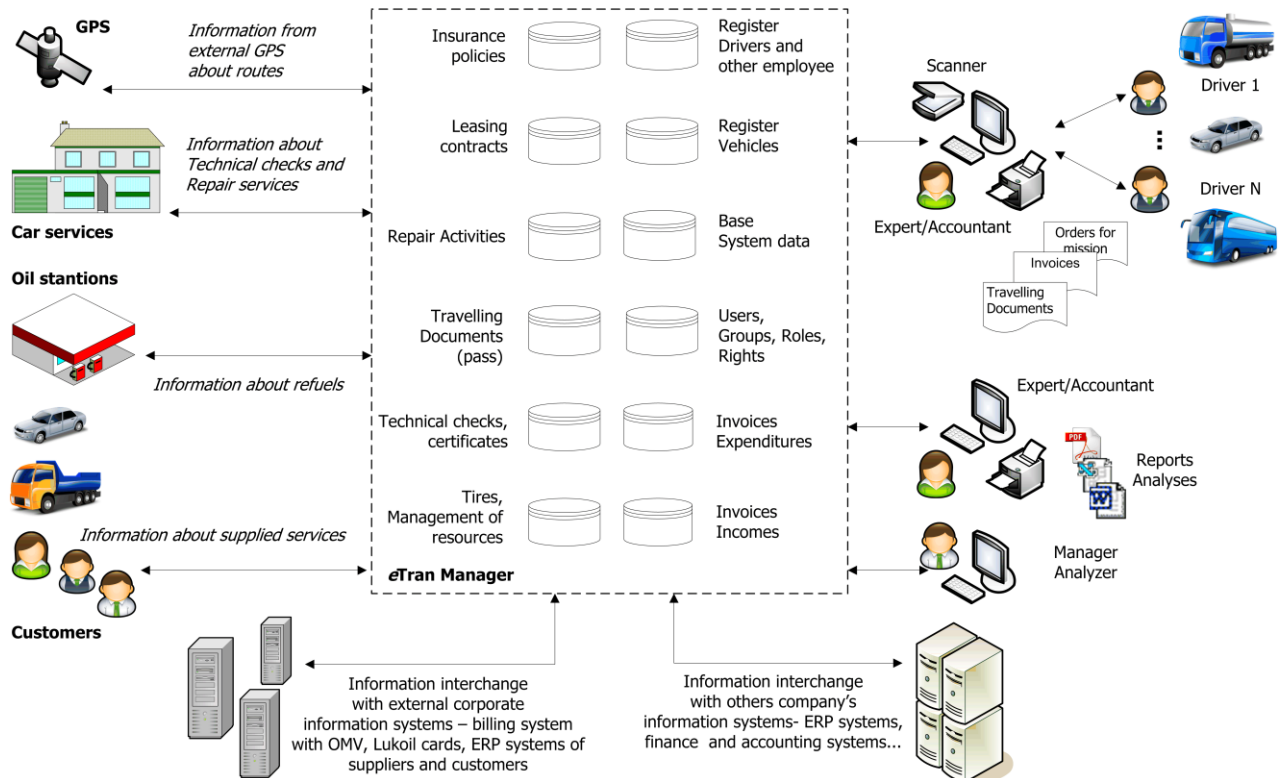 GPS
Information from
external GPS
about routes
Information about
Technical checks and
Repair services
Car services
Oil stantions
Information about refuels
Information about supplied services
Customers
Insurance
policies
Register
Drivers and
other employee
Leasing
contracts
Register
Vehicles
Repair Activities
Base
System data
Travelling
Documents
(pass)
Users,
Groups, Roles,
Rights
Technical checks,
certificates
Invoices
Expenditures
Tires,
Management of
resources
Invoices
Incomes
eTran Manager
Scanner
Expert/Accountant
Driver 1
Driver N
Orders for
mission
Invoices
Travelling
Documents
Expert/Accountant
PDF
Reports
Analyses
Manager
Analyzer
Information interchange
with external corporate
information systems – billing system
with OMV, Lukoil cards, ERP systems of
suppliers and customers
Information interchange
with others company's
information systems- ERP systems,
finance and accounting systems...